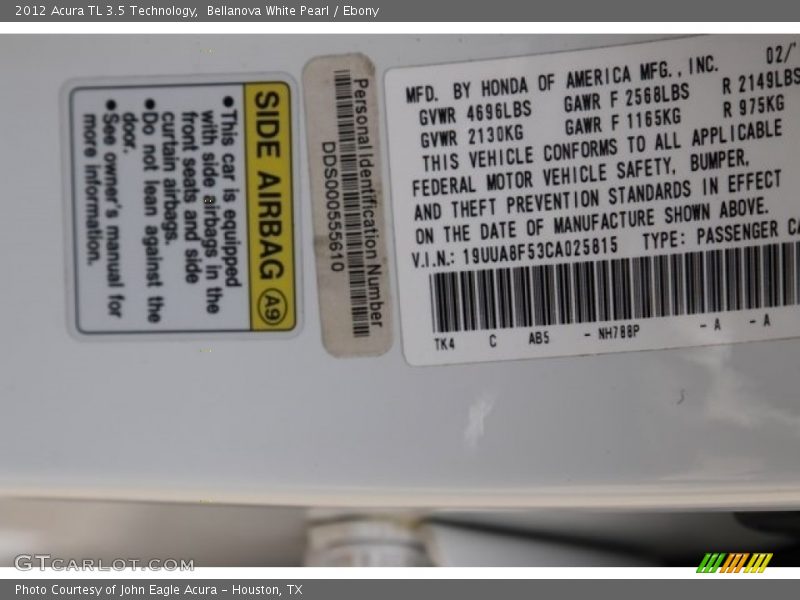 2012 Acura TL 3.5 Technology, Bellanova White Pearl / Ebony
SIDE AIRBAG A9
•This car is equipped
with side airbags in the
front seats and side
curtain airbags.
•Do not lean against the
door.
•See owner's manual for
more information.
Personal Identification Number
DDS000555610
MFD. BY HONDA OF AMERICA MFG., INC. 02/
GVWR 4696LBS GAWR F 2568LBS R 2149LBS
GVWR 2130KG GAWR F 1165KG R 975KG
THIS VEHICLE CONFORMS TO ALL APPLICABLE
FEDERAL MOTOR VEHICLE SAFETY, BUMPER,
AND THEFT PREVENTION STANDARDS IN EFFECT
ON THE DATE OF MANUFACTURE SHOWN ABOVE.
V.I.N.: 19UUA8F53CA025815 TYPE: PASSENGER CA
TK4 C AB5 - NH788P - A - A
GTCARLOT.COM
Photo Courtesy of John Eagle Acura - Houston, TX